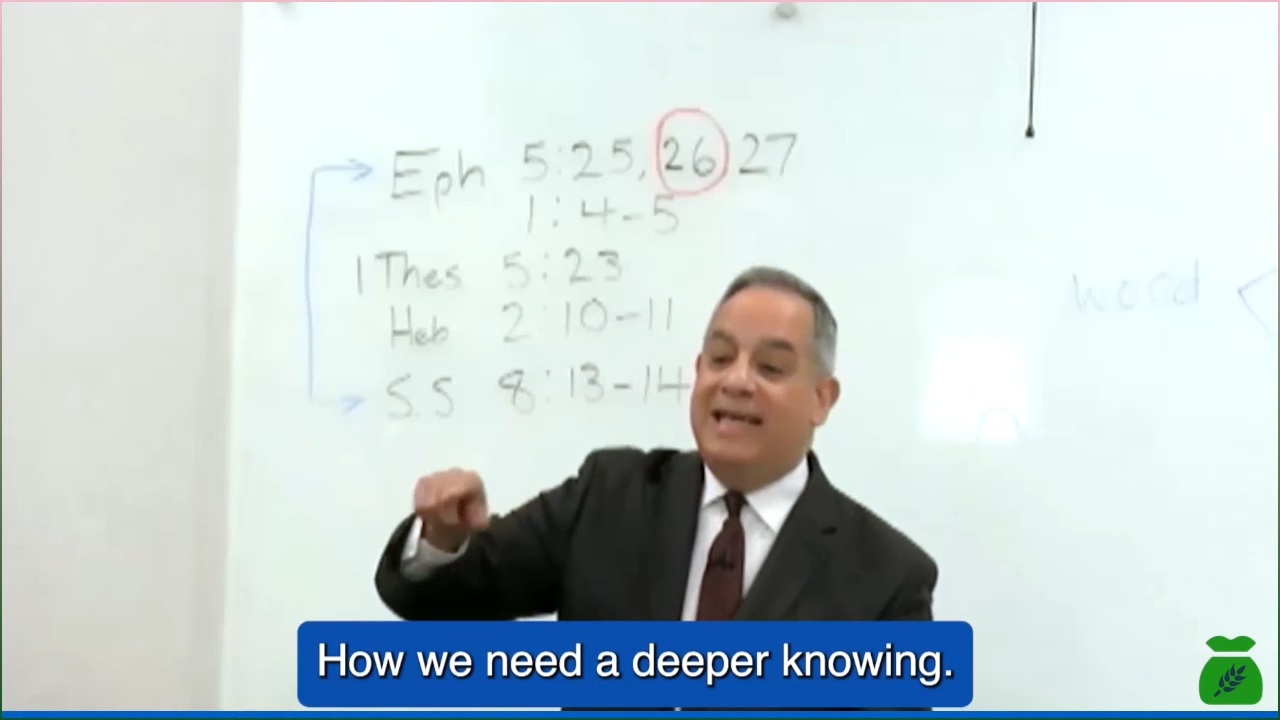 Eph 5:25, 26 27
1:4-5
1 Thes 5:23
Heb 2:10-11
S.S 8:13-14
word <
How we need a deeper knowing.